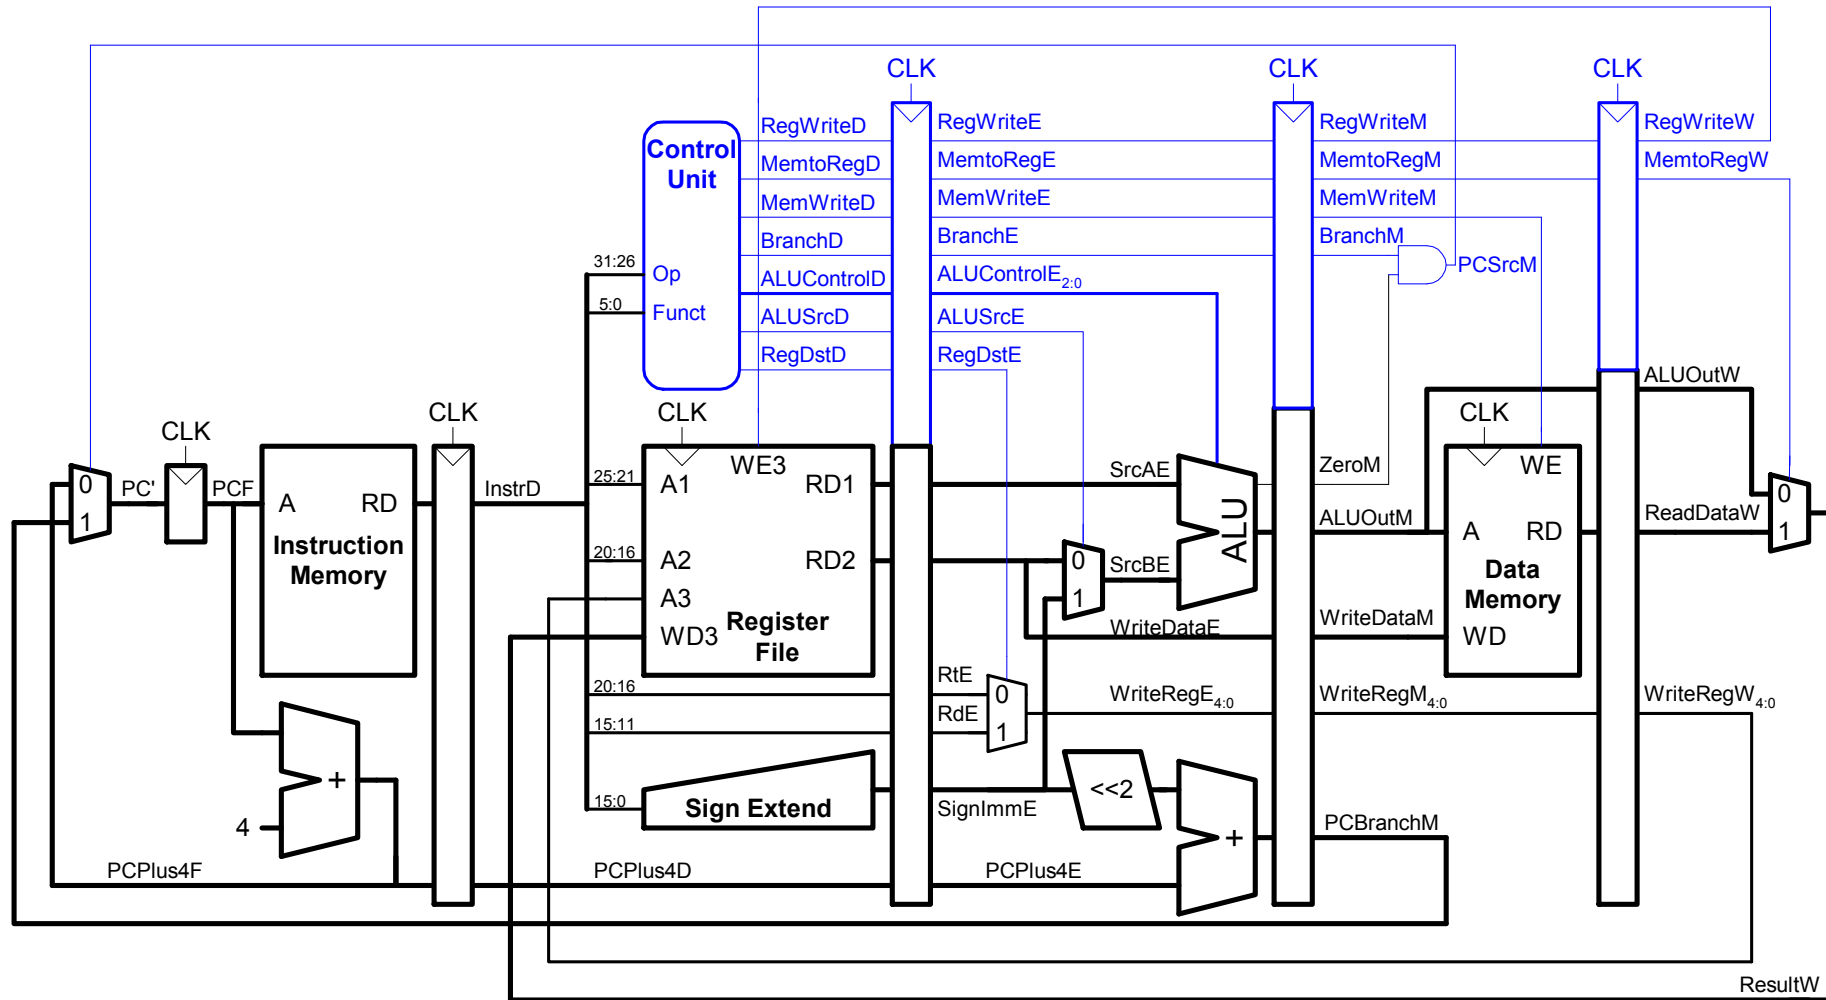 CLK
CLK
CLK
Control
Unit
RegWriteD
RegWriteE
RegWriteM
RegWriteW
MemtoRegD
MemtoRegE
MemtoRegM
MemtoRegW
MemWriteD
MemWriteE
MemWriteM
BranchD
BranchE
BranchM
31:26
Op
ALUControlD
ALUControlE2:0
PCSrcM
5:0
Funct
ALUSrcD
ALUSrcE
RegDstD
RegDstE
ALUOutW
CLK
CLK
CLK
CLK
0
1
PC'
PCF
A
RD
Instruction
Memory
InstrD
25:21
A1
WE3
RD1
SrcAE
ZeroM
WE
20:16
A2
RD2
0
1
SrcBE
ALU
ALUOutM
A
RD
ReadDataW
0
1
Data
Memory
A3
WD3
Register
File
WriteDataE
WriteDataM
WD
20:16
RtE
0
WriteRegE4:0
WriteRegM4:0
WriteRegW4:0
15:11
RdE
1
4
+
15:0
Sign Extend
SignImmE
<<2
+
PCBranchM
PCPlus4F
PCPlus4D
PCPlus4E
ResultW